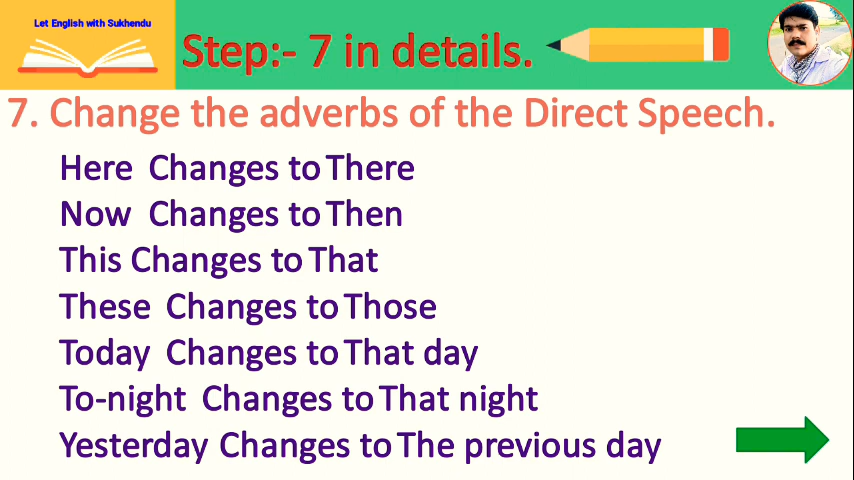 Let English with Sukhendu
Step:- 7 in details.
7. Change the adverbs of the Direct Speech.
Here Changes to There
Now Changes to Then
This Changes to That
These Changes to Those
Today Changes to That day
To-night Changes to That night
Yesterday Changes to The previous day